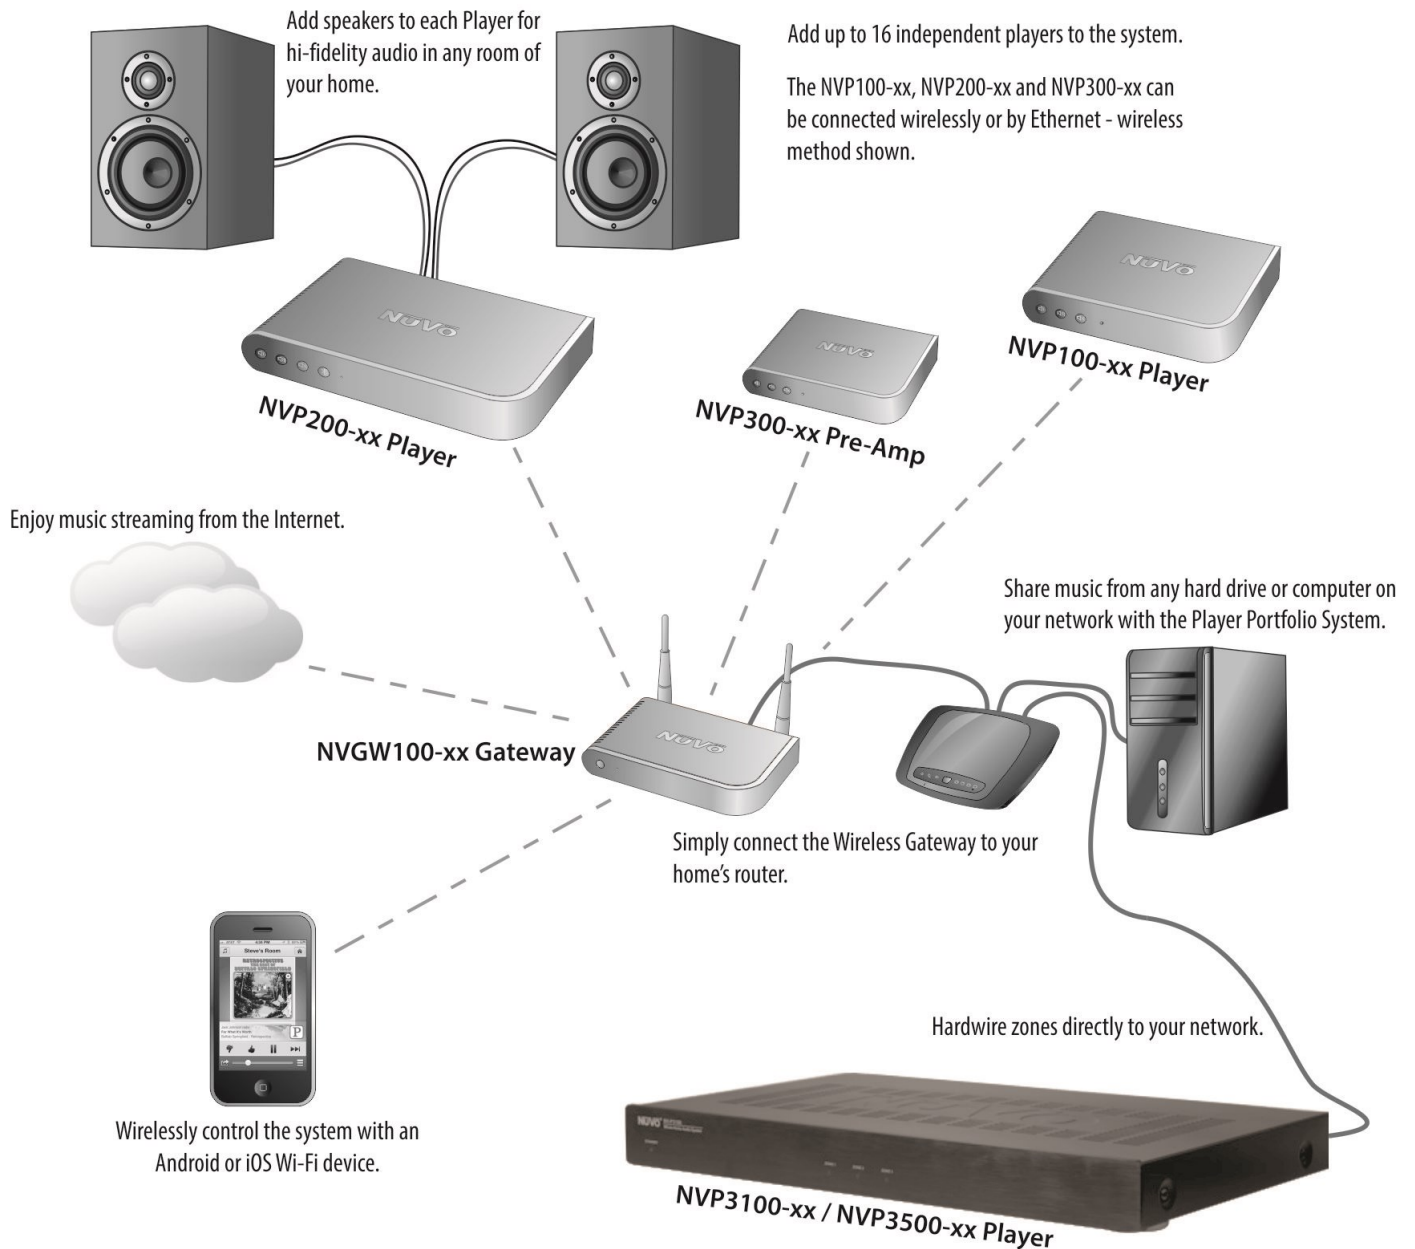 Add speakers to each Player for
hi-fidelity audio in any room of
your home.
Add up to 16 independent players to the system.
The NVP100-xx, NVP200-xx and NVP300-xx can
be connected wirelessly or by Ethernet - wireless
method shown.
NUVO
NUVO
NUVO
NVP200-xx Player
NVP300-xx Pre-Amp
NVP100-xx Player
Enjoy music streaming from the Internet.
Share music from any hard drive or computer on
your network with the Player Portfolio System.
NUVO
NVGW100-xx Gateway
Simply connect the Wireless Gateway to your
home's router.
Steve's Room
P
Wirelessly control the system with an
Android or iOS Wi-Fi device.
Hardwire zones directly to your network.
NUVO
NVP3100-xx / NVP3500-xx Player